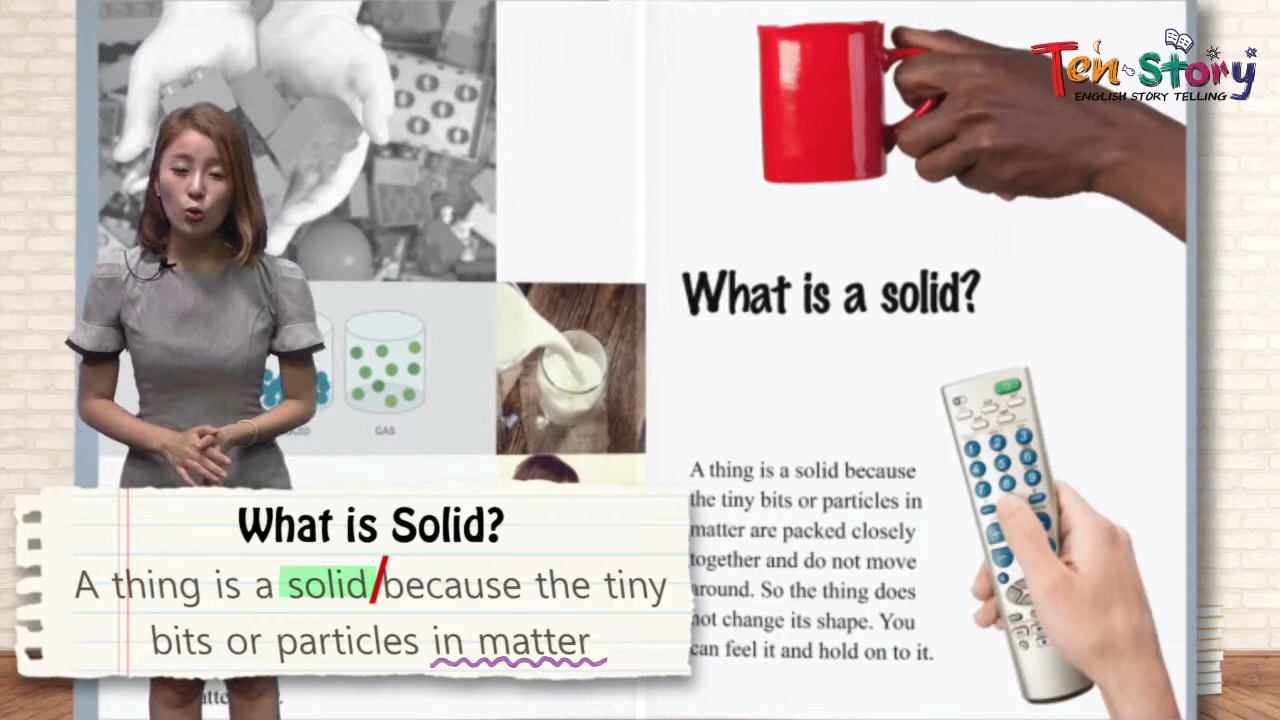 Ten Story
ENGLISH STORY TELLING
GAS
What is a solid?
A thing is a solid because
the tiny bits or particles in
matter are packed closely
together and do not move
around. So the thing does
not change its shape. You
can feel it and hold on to it.
What is Solid?
A thing is a solid/because the tiny
bits or particles in matter